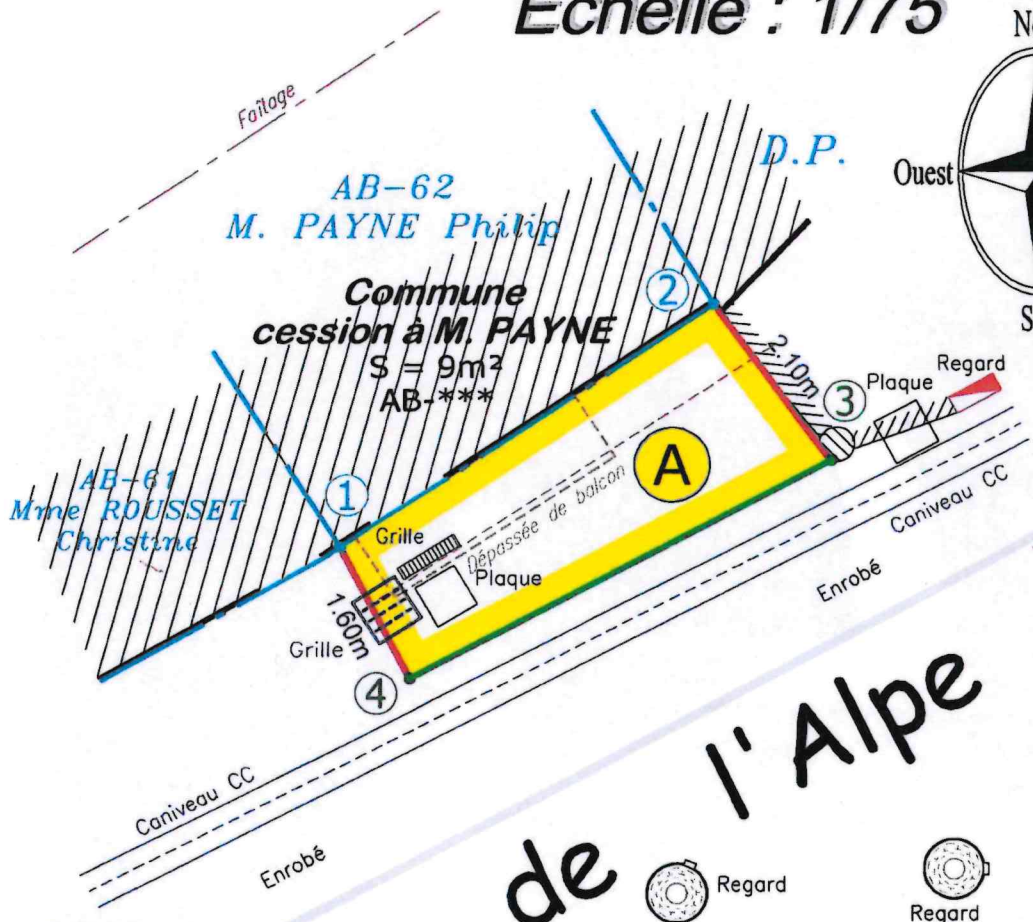 Echelle : 1/75
Faîtage
Ouest
D.P.
AB-62
M. PAYNE Philip
Commune
cession à M. PAYNE
S = 9m²
AB-***
2
2.10m
Regard
Plaque
3
AB-61
Mme ROUSSET
Christine
1
A
Grille
Dépassée de balcon
Plaque
Caniveau CC
Enrobé
1.60m
Grille
4
l'Alpe
Caniveau CC
Enrobé
de
Regard
Regard